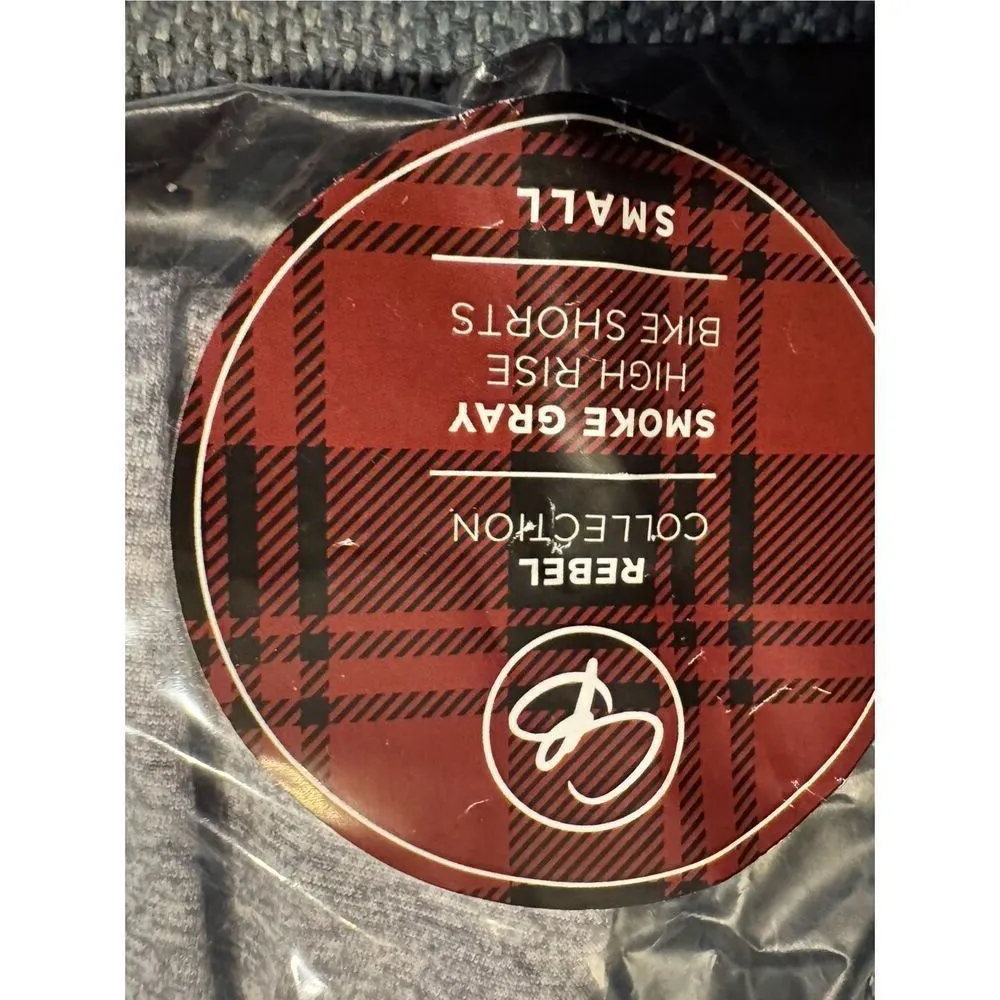 REBEL
COLLECTION
SMOKE GRAY
HIGH RISE
BIKE SHORTS
SMALL